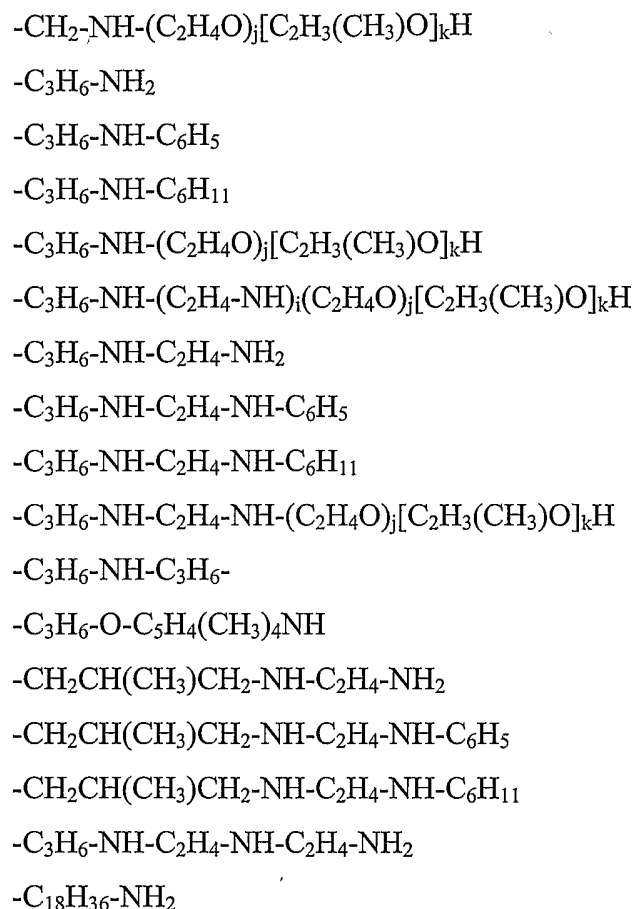 -CH₂-NH-(C₂H₄O)ⱼ[C₂H₃(CH₃)O]ₖH
-C₃H₆-NH₂
-C₃H₆-NH-C₆H₅
-C₃H₆-NH-C₆H₁₁
-C₃H₆-NH-(C₂H₄O)ⱼ[C₂H₃(CH₃)O]ₖH
-C₃H₆-NH-(C₂H₄-NH)ᵢ(C₂H₄O)ⱼ[C₂H₃(CH₃)O]ₖH
-C₃H₆-NH-C₂H₄-NH₂
-C₃H₆-NH-C₂H₄-NH-C₆H₅
-C₃H₆-NH-C₂H₄-NH-C₆H₁₁
-C₃H₆-NH-C₂H₄-NH-(C₂H₄O)ⱼ[C₂H₃(CH₃)O]ₖH
-C₃H₆-NH-C₃H₆-
-C₃H₆-O-C₅H₄(CH₃)₄NH
-CH₂CH(CH₃)CH₂-NH-C₂H₄-NH₂
-CH₂CH(CH₃)CH₂-NH-C₂H₄-NH-C₆H₅
-CH₂CH(CH₃)CH₂-NH-C₂H₄-NH-C₆H₁₁
-C₃H₆-NH-C₂H₄-NH-C₂H₄-NH₂
-C₁₈H₃₆-NH₂